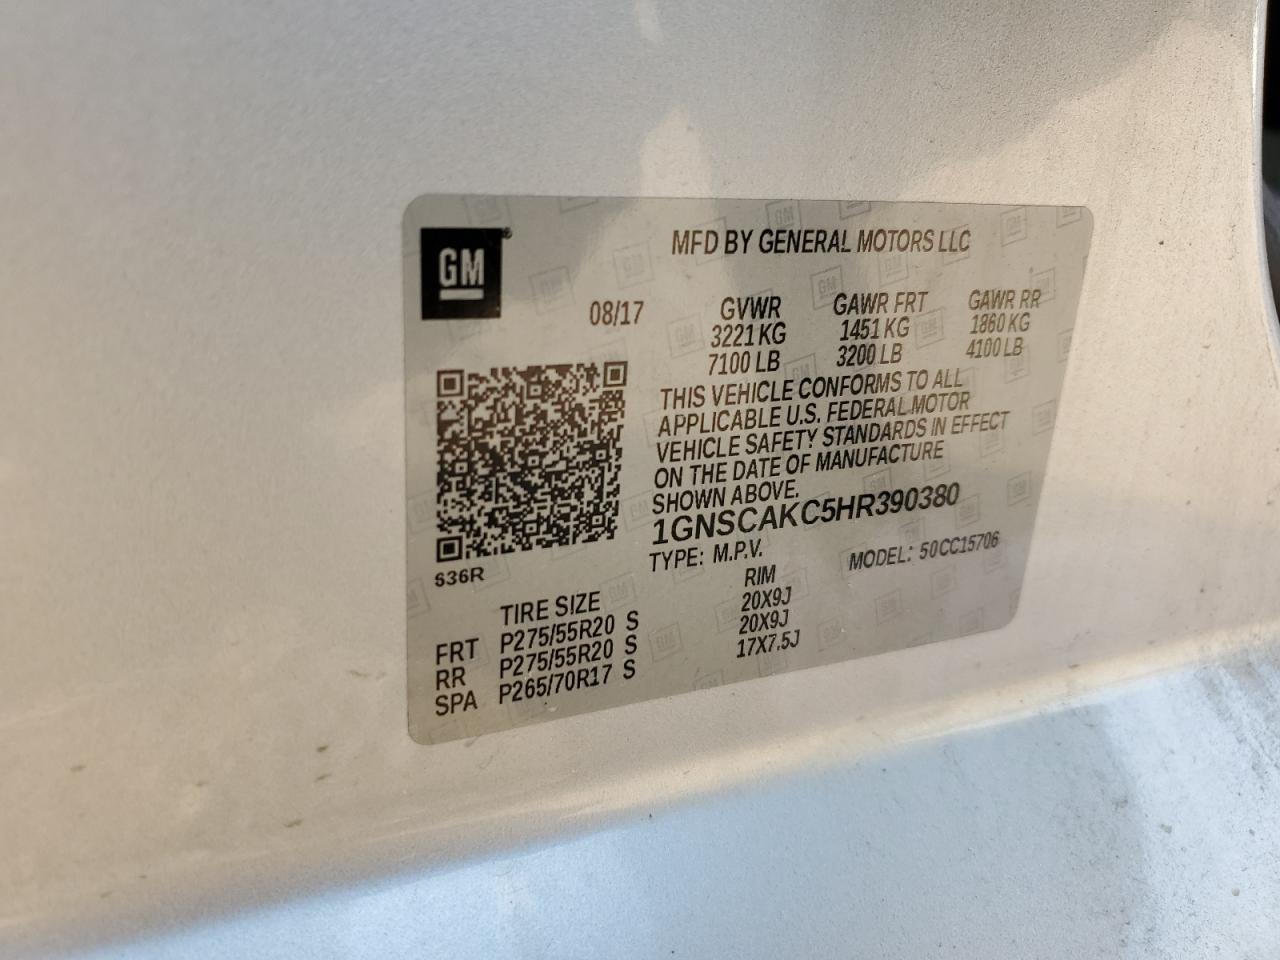 GM
MFD BY GENERAL MOTORS LLC
08/17 GVWR GAWR FRT GAWR RR
3221 KG 1451 KG 1860 KG
7100 LB 3200 LB 4100 LB
THIS VEHICLE CONFORMS TO ALL
APPLICABLE U.S. FEDERAL MOTOR
VEHICLE SAFETY STANDARDS IN EFFECT
ON THE DATE OF MANUFACTURE
SHOWN ABOVE.
1GNSCAKC5HR390380
TYPE: M.P.V. MODEL: 50CC15706
S36R
TIRE SIZE RIM
FRT P275/55R20 S 20X9J
RR P275/55R20 S 20X9J
SPA P265/70R17 S 17X7.5J